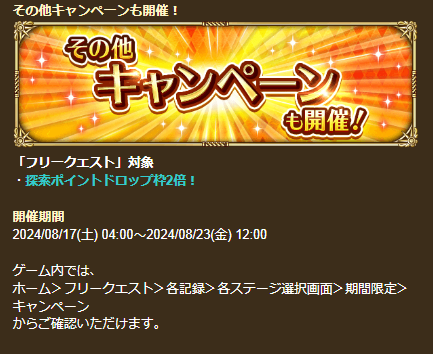 その他キャンペーンも開催！
その他
キャンペーン
も開催!
「フリークエスト」対象
・探索ポイントドロップ枠2倍！
開催期間
2024/08/17(土) 04:00～2024/08/23(金) 12:00
ゲーム内では、
ホーム＞フリークエスト＞各記録＞各ステージ選択画面＞期間限定＞
キャンペーン
からご確認いただけます。